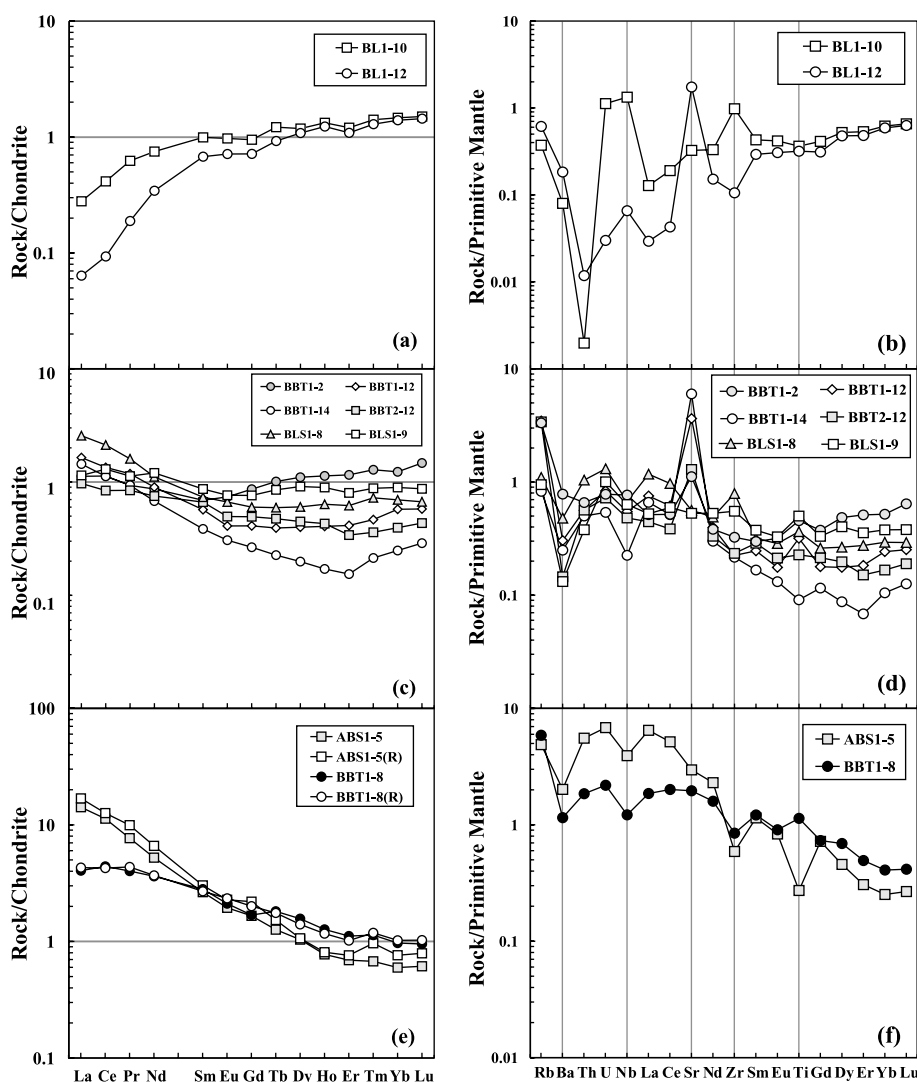 10
1
0.1
0.01
Rock/Chondrite
BL1-10
BL1-12
(a)
10
1
0.1
0.01
10
Rock/Primitive Mantle
BL1-10
BL1-12
(b)
10
1
0.1
100
Rock/Chondrite
BBT1-2
BBT1-12
BBT1-14
BBT2-12
BLS1-8
BLS1-9
(c)
10
1
0.1
0.01
Rock/Primitive Mantle
BBT1-2
BBT1-12
BBT1-14
BBT2-12
BLS1-8
BLS1-9
(d)
100
10
1
0.1
Rock/Chondrite
ABS1-5
ABS1-5(R)
BBT1-8
BBT1-8(R)
(e)
La Ce Pr Nd Sm Eu Gd Tb Dy Ho Er Tm Yb Lu
10
1
0.1
0.01
Rock/Primitive Mantle
ABS1-5
BBT1-8
(f)
Rb Ba Th U Nb La Ce Sr Nd Zr Sm Eu Ti Gd Dy Er Yb Lu